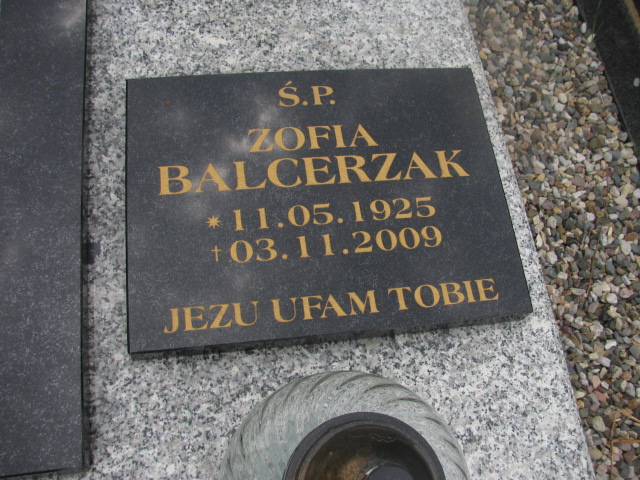 Ś.P.
ZOFIA
BALCERZAK
* 11.05.1925
† 03.11.2009
JEZU UFAM TOBIE